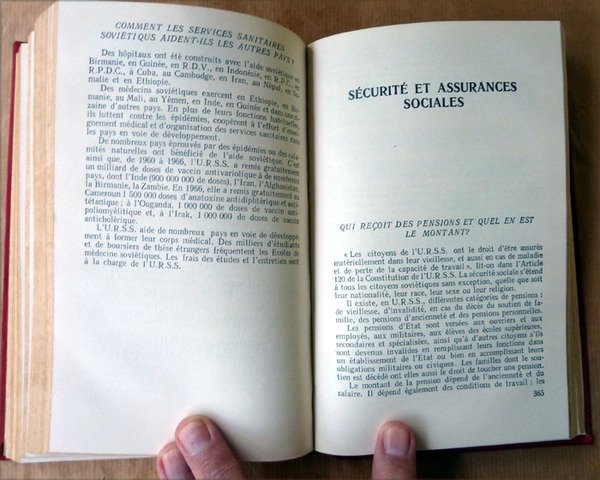 COMMENT LES SERVICES SANITAIRES
SOVIÉTIQUS AIDENT-ILS LES AUTRES PAYS?
Des hôpitaux ont été construits avec l'aide soviétique en
Birmanie, en Guinée, en R.D.V., en Indonésie, en R.P.C.,
R.P.D.C., à Cuba, au Cambodge, en Iran, au Népal, en So-
malie et en Ethiopie.
Des médecins soviétiques exercent en Ethiopie, en Bir-
manie, au Mali, au Yémen, en Inde, en Guinée et dans une di-
zaine d'autres pays. En plus de leurs fonctions habituelles,
ils luttent contre les épidémies, coopèrent à l'effort d'ensei-
gnement médical et d'organisation des services sanitaires dans
les pays en voie de développement.
De nombreux pays éprouvés par des épidémies ou des cala-
mités naturelles ont bénéficié de l'aide soviétique. C'est
ainsi que, de 1960 à 1966, l'U.R.S.S. a remis gratuitement
un milliard de doses de vaccin antivariolique à de nombreux
pays, dont l'Inde (900 000 000 de doses), l'Iran, l'Afghanistan,
la Birmanie, la Zambie. En 1966, elle a remis gratuitement au
Cameroun 1 500 000 doses d'anatoxine antidiphtérique et anti-
tétanique; à l'Ouganda, 1 000 000 de doses de vaccin anti-
poliomyélitique et, à l'Irak, 1 000 000 de doses de vaccin
anticholérique.
L'U.R.S.S. aide de nombreux pays en voie de développe-
ment à former leur corps médical. Des milliers d'étudiants
et de boursiers de thèse étrangers fréquentent les Ecoles de
médecine soviétiques. Les frais des études et l'entretien sont
à la charge de l'U.R.S.S.
SÉCURITÉ ET ASSURANCES
SOCIALES
QUI REÇOIT DES PENSIONS ET QUEL EN EST
LE MONTANT?
« Les citoyens de l'U.R.S.S. ont le droit d'être assurés
matériellement dans leur vieillesse, et aussi en cas de maladie
et de perte de la capacité de travail », lit-on dans l'Article
120 de la Constitution de l'U.R.S.S. La sécurité sociale s'étend
à tous les citoyens soviétiques sans exception, quelle que soit
leur nationalité, leur race, leur sexe ou leur religion.
Il existe, en U.R.S.S., différentes catégories de pensions:
de vieillesse, d'invalidité, en cas du décès du soutien de fa-
mille, des pensions d'ancienneté et des pensions personnelles.
Les pensions d'Etat sont versées aux ouvriers et aux
employés, aux militaires, aux élèves des écoles supérieures,
secondaires et spécialisées, ainsi qu'à d'autres citoyens s'ils
sont devenus invalides en remplissant leurs fonctions dans
un établissement de l'Etat ou bien en accomplissant leurs
obligations militaires ou civiques. Les familles dont le sou-
tien est décédé ont elles aussi le droit de toucher une pension.
Le montant de la pension dépend de l'ancienneté et du
salaire. Il dépend également des conditions de travail: les
365